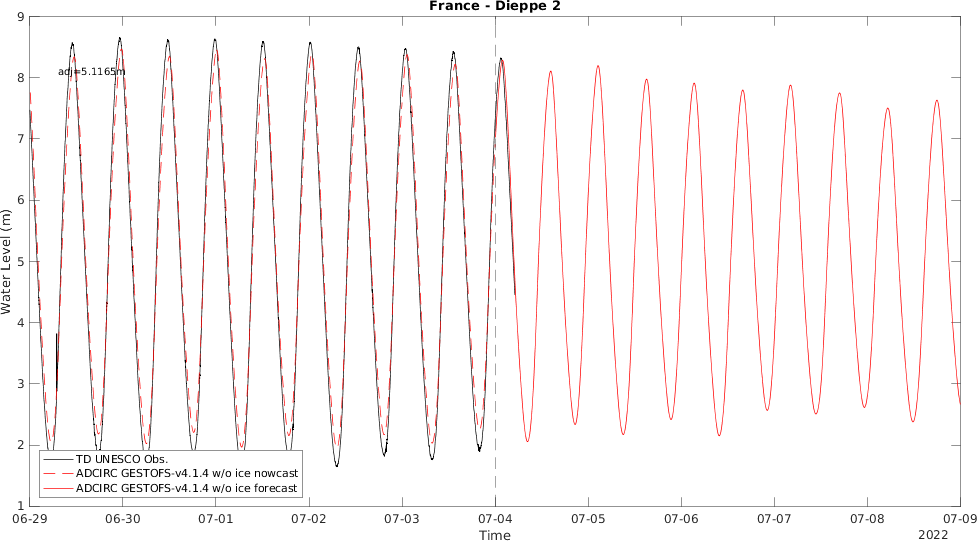 France - Dieppe 2
9
8
7
6
5
4
3
2
1
Water Level (m)
adj=5.1165m
TD UNESCO Obs.
ADCIRC GESTOFS-v4.1.4 w/o ice nowcast
ADCIRC GESTOFS-v4.1.4 w/o ice forecast
06-29 06-30 07-01 07-02 07-03 07-04 07-05 07-06 07-07 07-08 07-09
Time
2022